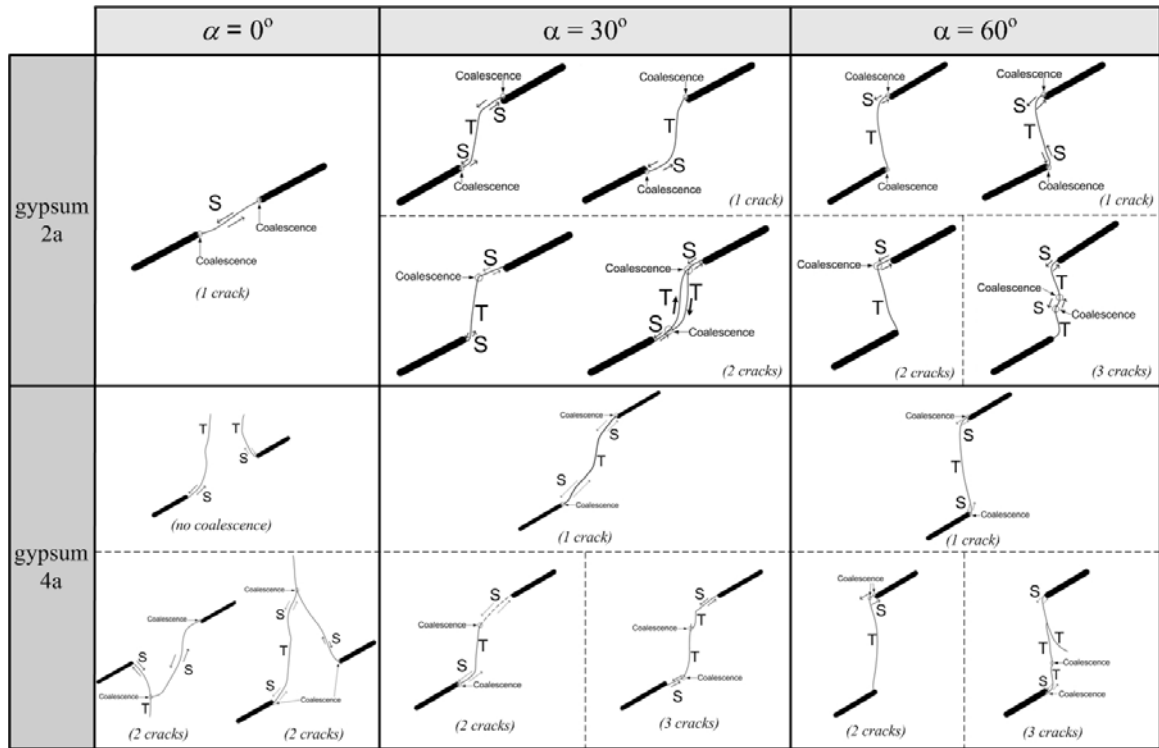 α = 0°
α = 30°
α = 60°
gypsum
2a
S
Coalescence
Coalescence
(1 crack)
Coalescence
S
T
S
Coalescence
Coalescence
T
S
Coalescence
(1 crack)
S
Coalescence
T
S
S
Coalescence
T
T
S
Coalescence
(2 cracks)
Coalescence
S
T
Coalescence
Coalescence
S
T
S
Coalescence
(1 crack)
S
Coalescence
T
(2 cracks)
S
T
Coalescence
S
Coalescence
T
(3 cracks)
gypsum
4a
T
T
S
S
(no coalescence)
Coalescence
S
S
Coalescence
T
(2 cracks)
Coalescence
S
S
T
Coalescence
S
(2 cracks)
Coalescence
S
T
S
Coalescence
(1 crack)
S
Coalescence
T
S
Coalescence
(2 cracks)
S
T
Coalescence
T
Coalescence
S
(3 cracks)
Coalescence
S
T
S
Coalescence
(1 crack)
Coalescence
S
T
(2 cracks)
S
T
Coalescence
T
S
Coalescence
(3 cracks)